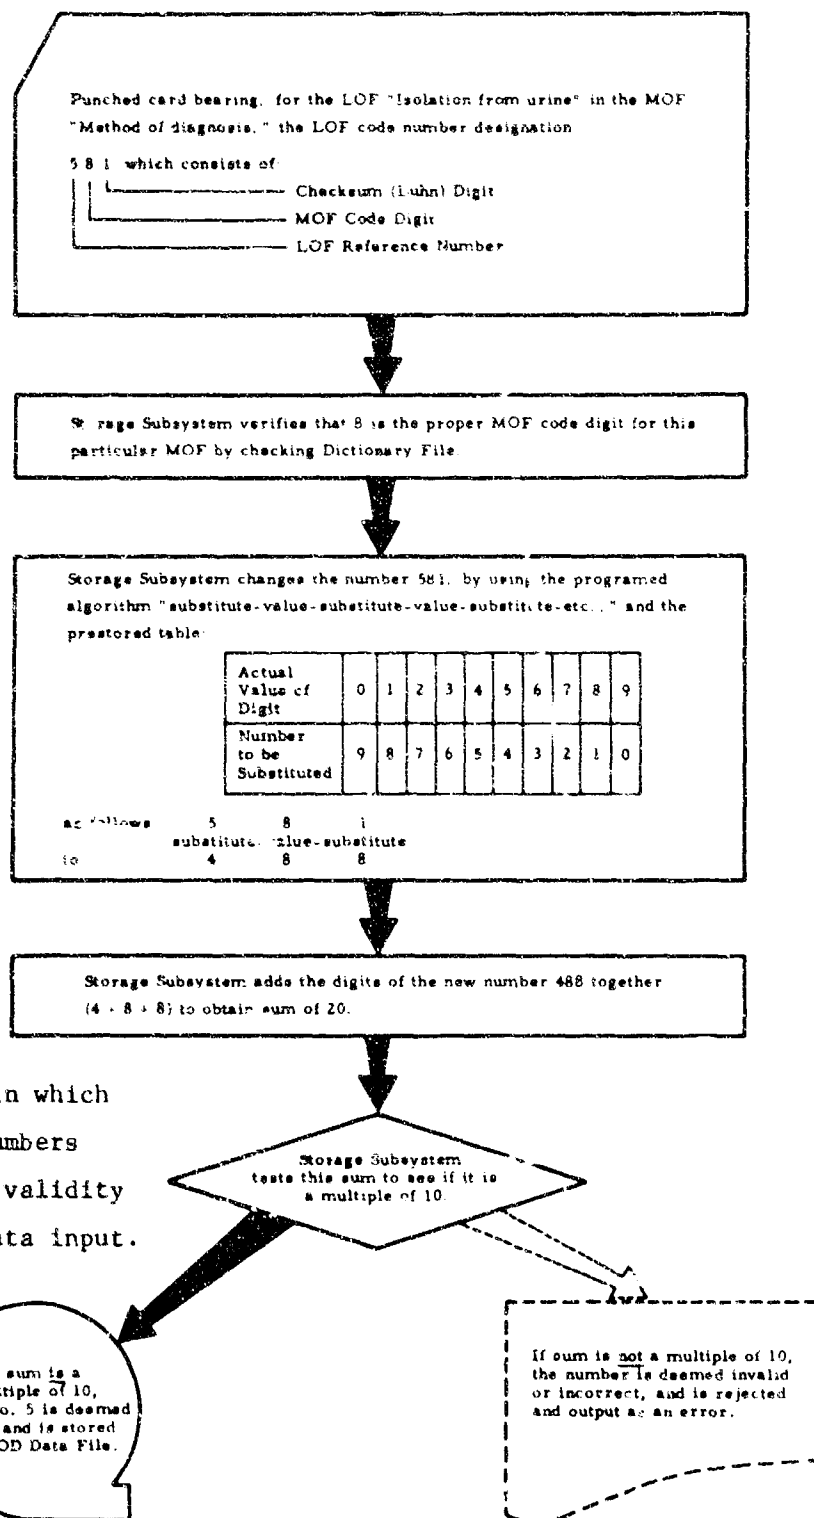 Punched card bearing, for the LOF "Isolation from urine" in the MOF
"Method of diagnosis," the LOF code number designation
5 8 1 which consists of
Checksum (Luhn) Digit
MOF Code Digit
LOF Reference Number
Storage Subsystem verifies that 8 is the proper MOF code digit for this
particular MOF by checking Dictionary File.
Storage Subsystem changes the number 581, by using the programed
algorithm "substitute-value-substitute-value-substitute-etc.," and the
prestored table
Actual Value of Digit 0 1 2 3 4 5 6 7 8 9
Number to be Substituted 9 8 7 6 5 4 3 2 1 0
as follows 5 8 1
substitute-value-substitute
to 4 8 8
Storage Subsystem adds the digits of the new number 488 together
(4 + 8 + 8) to obtain sum of 20.
in which
validity
input.
Storage Subsystem
tests this sum to see if it is
a multiple of 10.
sum is a
of 10,
5 is deemed
and is stored
Data File.
If sum is not a multiple of 10,
the number is deemed invalid
or incorrect, and is rejected
and output as an error.